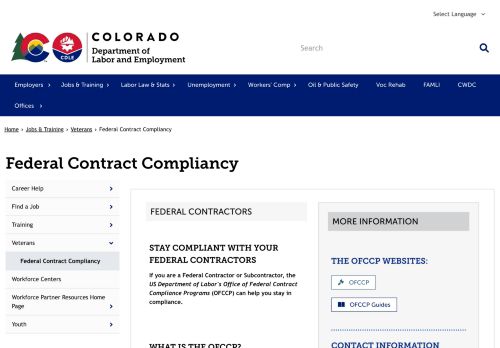 Select Language
COLORADO
Department of
Labor and Employment
CDLE
Search
Employers
Jobs & Training
Labor Law & Stats
Unemployment
Workers' Comp
Oil & Public Safety
Voc Rehab
FAMLI
CWDC
Offices
Home › Jobs & Training › Veterans › Federal Contract Compliancy
Federal Contract Compliancy
Career Help
Find a Job
Training
Veterans
Federal Contract Compliancy
Workforce Centers
Workforce Partner Resources Home
Page
Youth
FEDERAL CONTRACTORS
STAY COMPLIANT WITH YOUR
FEDERAL CONTRACTORS
If you are a Federal Contractor or Subcontractor, the
US Department of Labor's Office of Federal Contract
Compliance Programs (OFCCP) can help you stay in
compliance.
WHAT IS THE OFCCP?
MORE INFORMATION
THE OFCCP WEBSITES:
OFCCP
OFCCP Guides
CONTACT INFORMATION